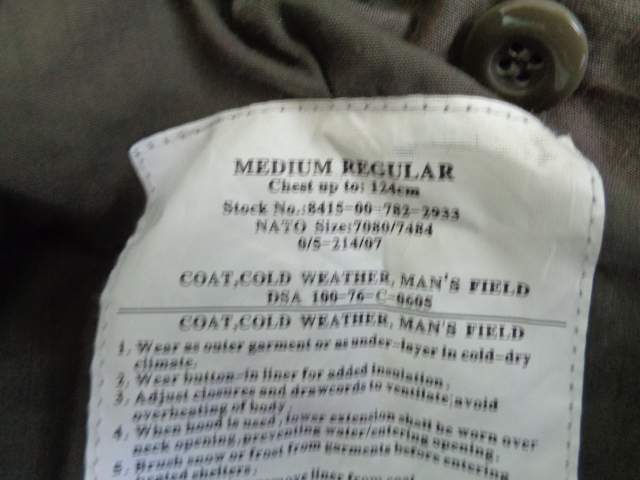 MEDIUM REGULAR
Chest up to: 124cm
Stock No.:8415-00-782-2933
NATO Size:7080/7484
0/S-214/07
COAT,COLD WEATHER, MAN'S FIELD
DSA 100-76-C-0605
COAT,COLD WEATHER, MAN'S FIELD
1, Wear as outer garment or as under-layer in cold-dry
climate,
2, Wear button-in liner for added insulation,
3, Adjust closures and drawcords to ventilate;avoid
overheating of body,
4, When hood is used, lower extension shall be worn over
neck opening,preventing water/entering opening,
5, Brush snow or frost from garments before entering
heated shelters,
remove liner from coat